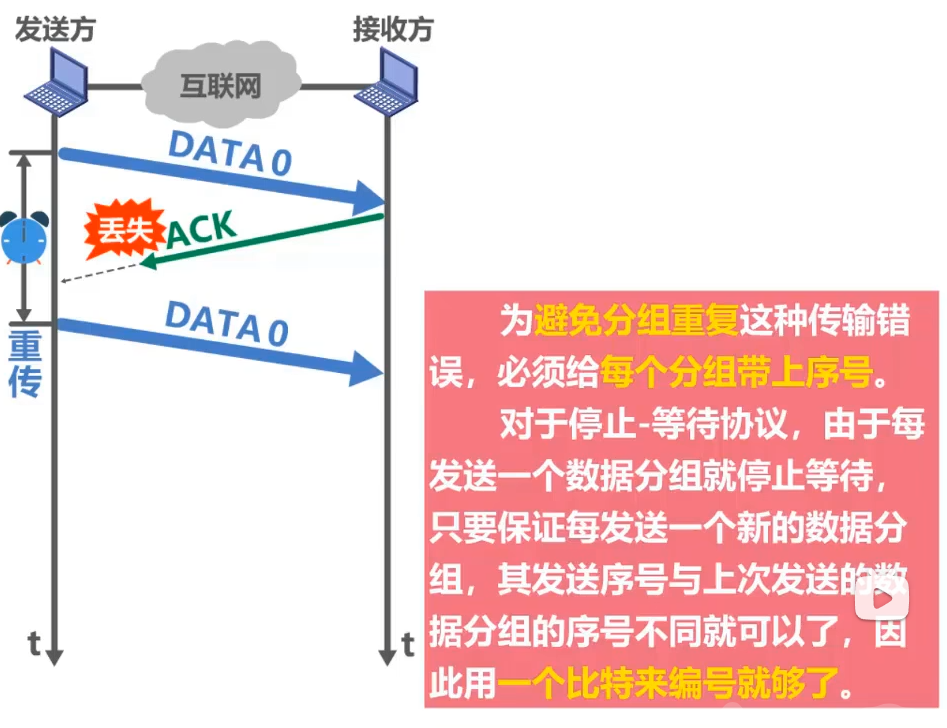 发送方
接收方
互联网
DATA 0
丢失
ACK
DATA 0
重
传
为避免分组重复这种传输错
误，必须给每个分组带上序号。
对于停止-等待协议，由于每
发送一个数据分组就停止等待，
只要保证每发送一个新的数据分
组，其发送序号与上次发送的数
据分组的序号不同就可以了，因
此用一个比特来编号就够了。
t
t